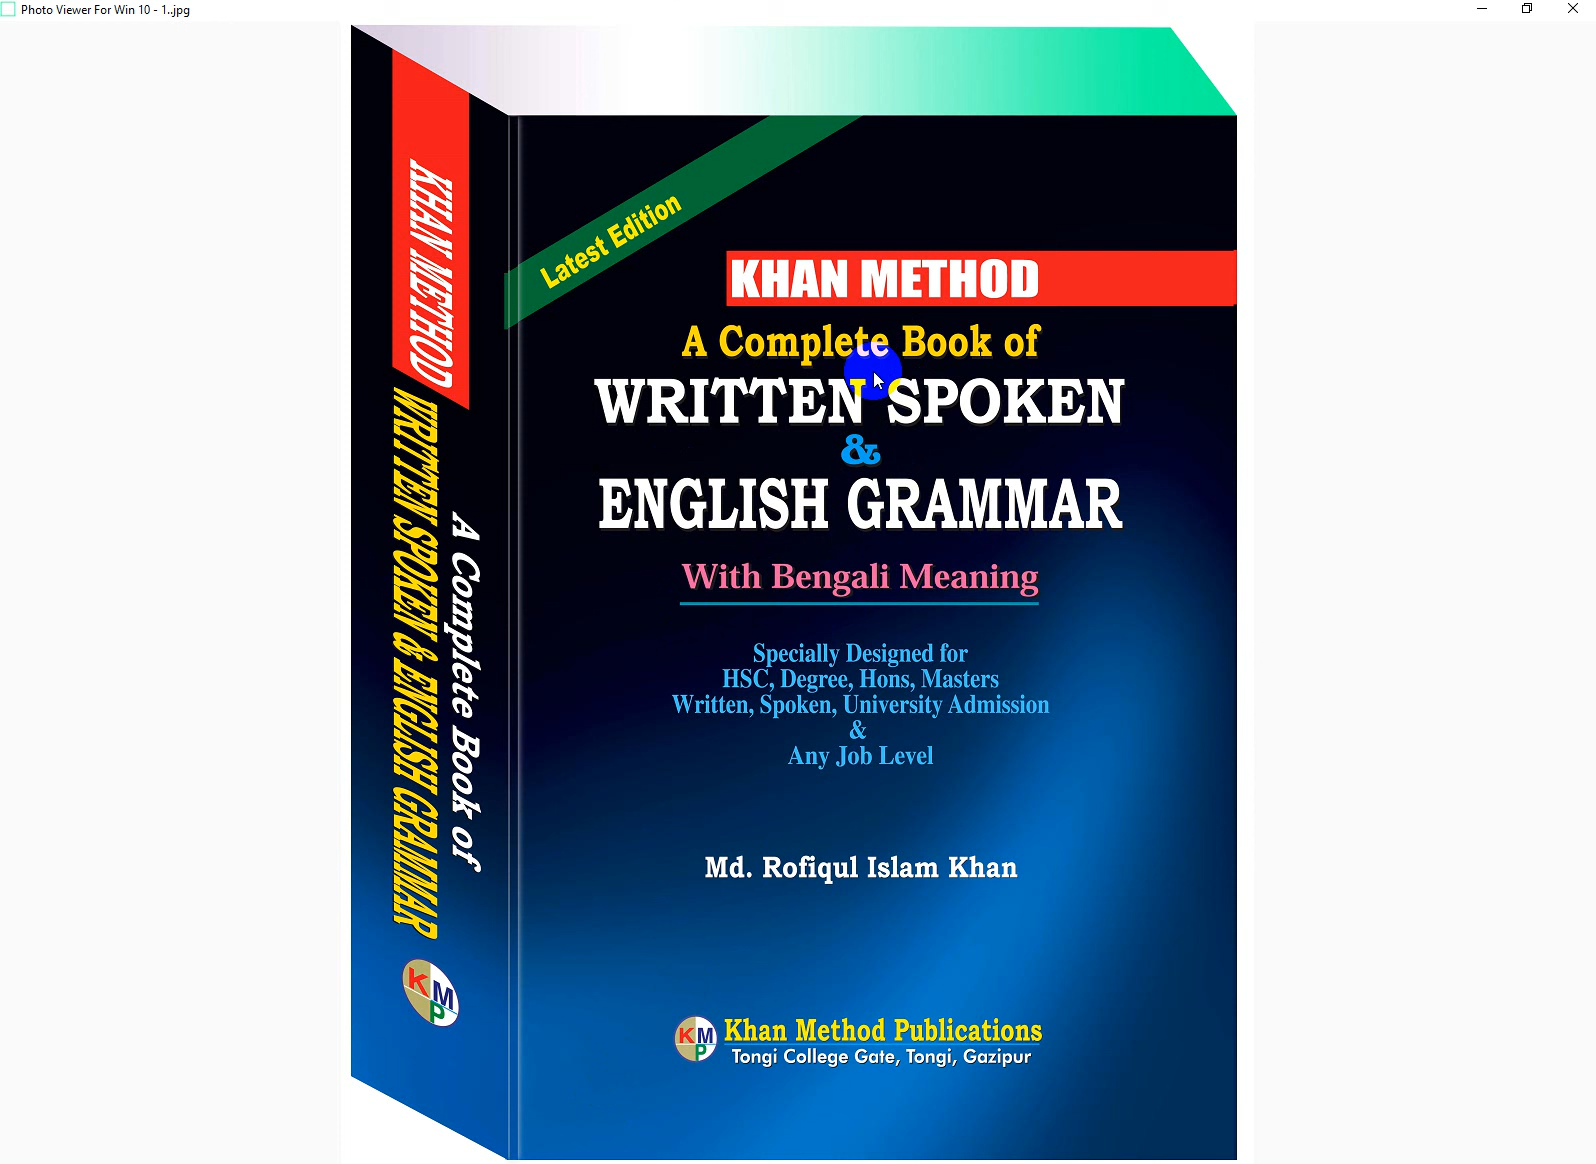 Photo Viewer For Win 10 - 1..jpg
KHAN METHOD
WRITTEN SPOKEN & ENGLISH GRAMMAR
A Complete Book of
KMP
Latest Edition
KHAN METHOD
A Complete Book of
WRITTEN SPOKEN
&
ENGLISH GRAMMAR
With Bengali Meaning
Specially Designed for
HSC, Degree, Hons, Masters
Written, Spoken, University Admission
&
Any Job Level
Md. Rofiqul Islam Khan
KMP
Khan Method Publications
Tongi College Gate, Tongi, Gazipur